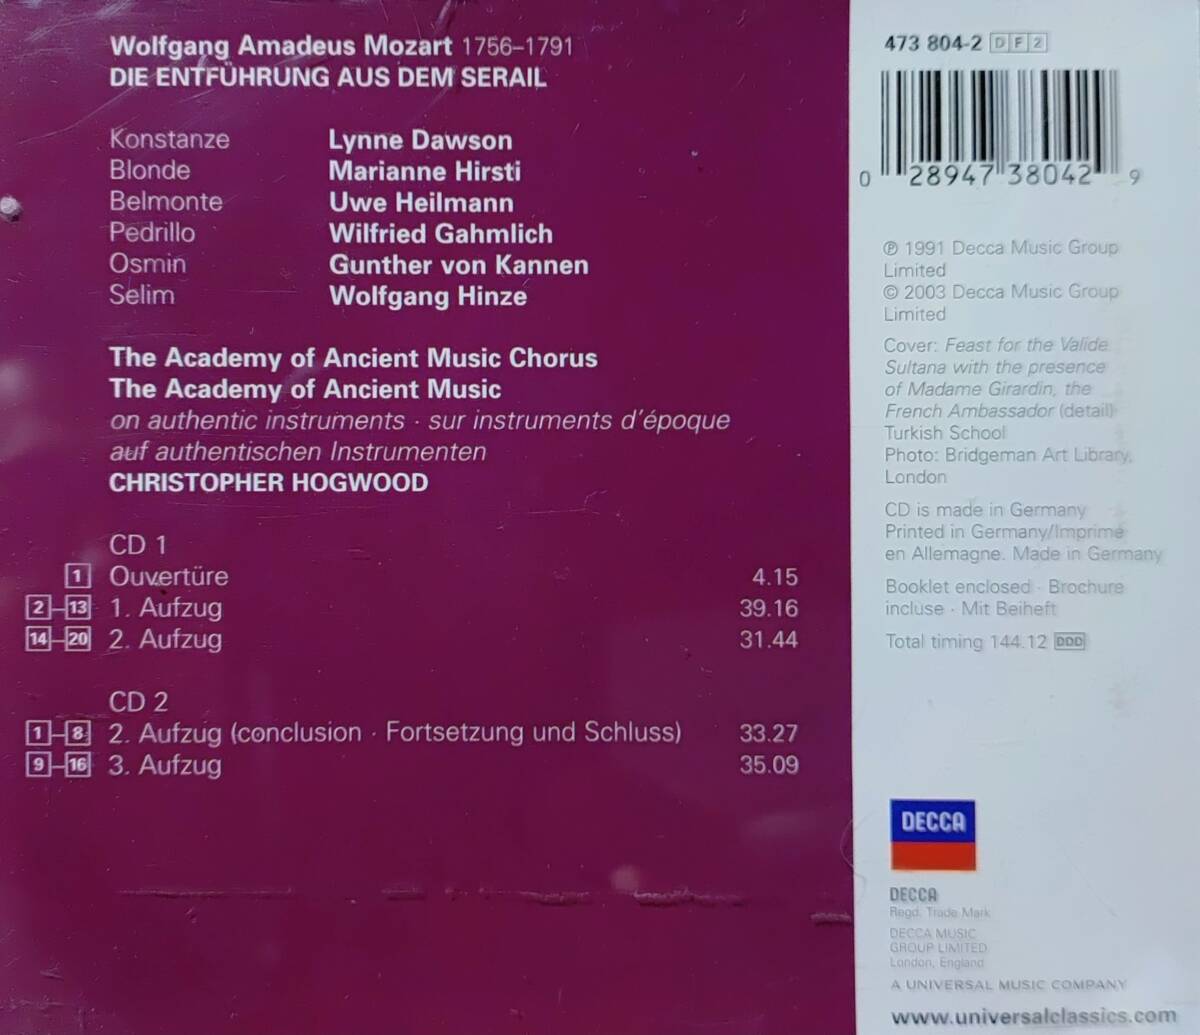 Wolfgang Amadeus Mozart 1756–1791
DIE ENTFÜHRUNG AUS DEM SERAIL
Konstanze Lynne Dawson
Blonde Marianne Hirsti
Belmonte Uwe Heilmann
Pedrillo Wilfried Gahmlich
Osmin Gunther von Kannen
Selim Wolfgang Hinze
The Academy of Ancient Music Chorus
The Academy of Ancient Music
on authentic instruments · sur instruments d'époque
auf authentischen Instrumenten
CHRISTOPHER HOGWOOD
CD 1
1 Ouvertüre 4.15
2–13 1. Aufzug 39.16
14–20 2. Aufzug 31.44
CD 2
1–8 2. Aufzug (conclusion · Fortsetzung und Schluss) 33.27
9–16 3. Aufzug 35.09
473 804-2 D F 2
0 28947 38042 9
℗ 1991 Decca Music Group
Limited
© 2003 Decca Music Group
Limited
Cover: Feast for the Valide
Sultana with the presence
of Madame Girardin, the
French Ambassador (detail)
Turkish School
Photo: Bridgeman Art Library,
London
CD is made in Germany
Printed in Germany/Imprimé
en Allemagne. Made in Germany
Booklet enclosed · Brochure
incluse · Mit Beiheft
Total timing 144.12 DDD
DECCA
DECCA
Regd. Trade Mark
DECCA MUSIC
GROUP LIMITED
London, England
A UNIVERSAL MUSIC COMPANY
www.universalclassics.com